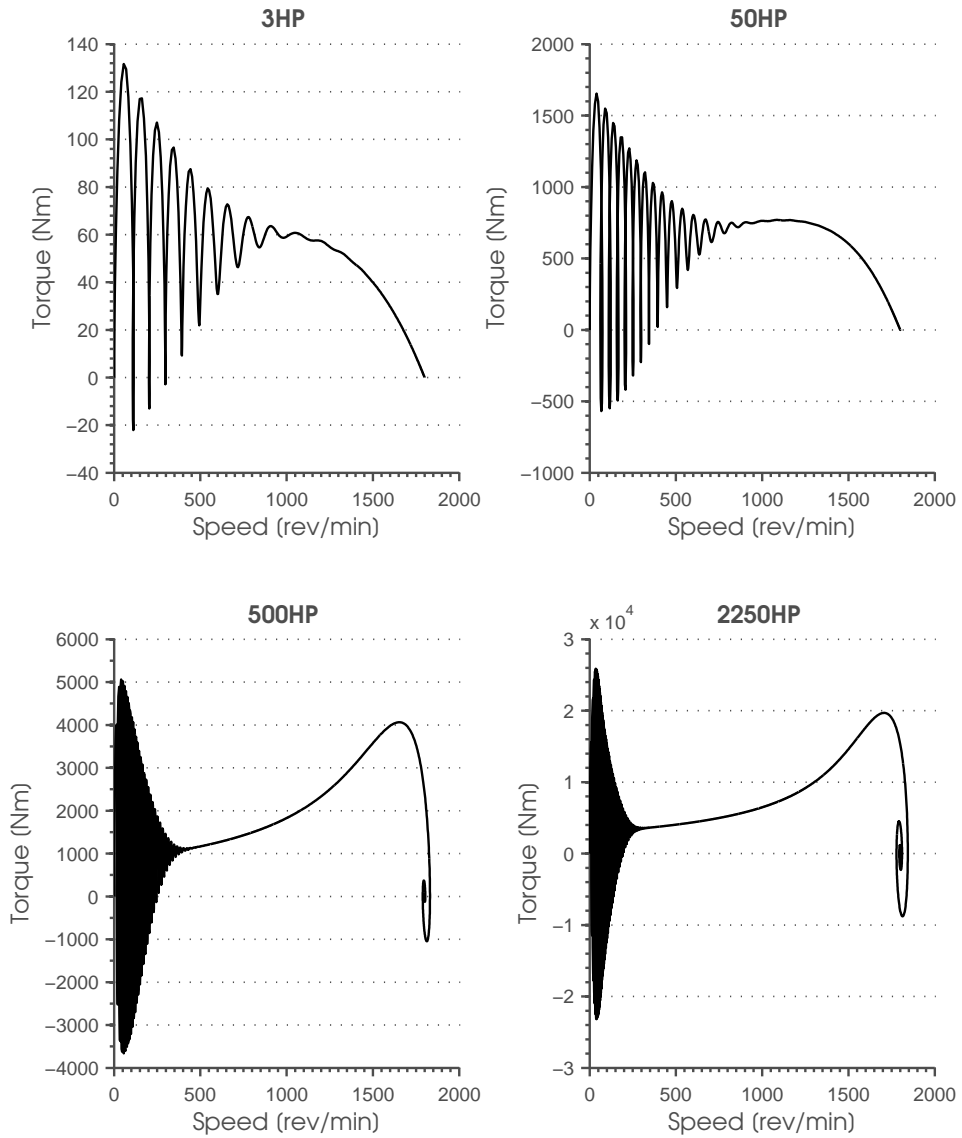 3HP
140
120
100
80
60
40
20
0
−20
−40
0 500 1000 1500 2000
Torque (Nm)
Speed (rev/min)
50HP
2000
1500
1000
500
0
−500
−1000
0 500 1000 1500 2000
Torque (Nm)
Speed (rev/min)
500HP
6000
5000
4000
3000
2000
1000
0
−1000
−2000
−3000
−4000
0 500 1000 1500 2000
Torque (Nm)
Speed (rev/min)
2250HP
x 10^4
3
2
1
0
−1
−2
−3
0 500 1000 1500 2000
Torque (Nm)
Speed (rev/min)